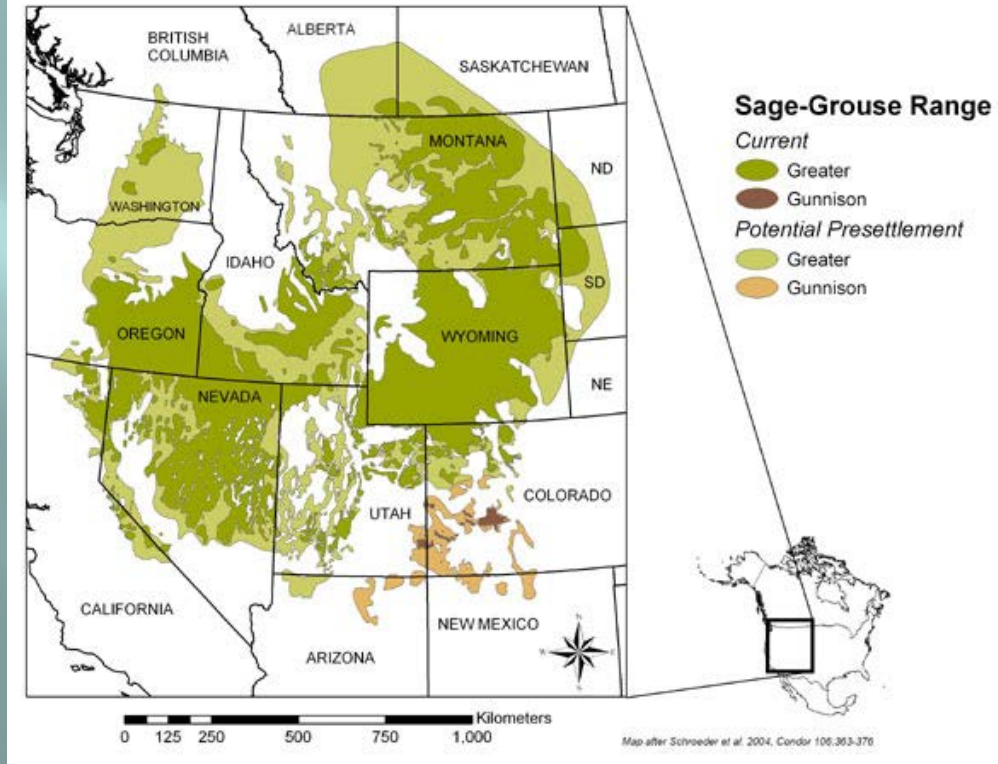 BRITISH
COLUMBIA
ALBERTA
SASKATCHEWAN
MONTANA
ND
WASHINGTON
IDAHO
SD
OREGON
WYOMING
NEVADA
NE
UTAH
COLORADO
CALIFORNIA
ARIZONA
NEW MEXICO
N
W
E
S
Sage-Grouse Range
Current
Greater
Gunnison
Potential Presettlement
Greater
Gunnison
Kilometers
0 125 250 500 750 1,000
Map after Schroeder et al. 2004, Condor 106:363-376